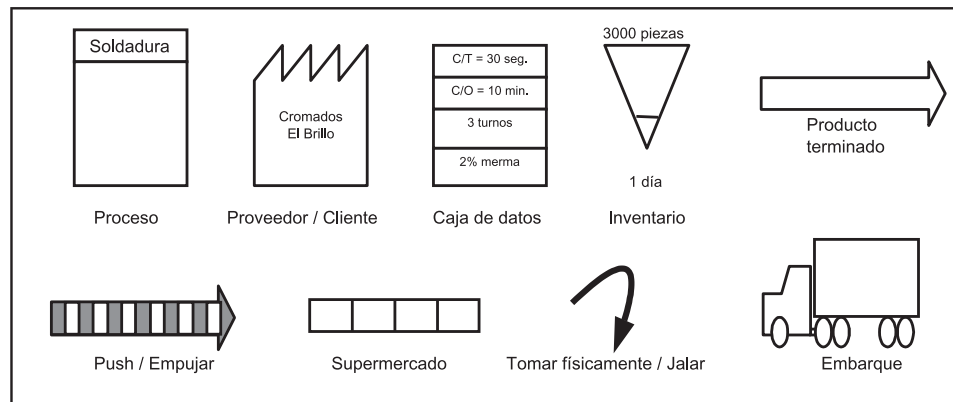 Soldadura
Proceso
Cromados
El Brillo
Proveedor / Cliente
C/T = 30 seg.
C/O = 10 min.
3 turnos
2% merma
Caja de datos
3000 piezas
1 día
Inventario
Producto
terminado
Push / Empujar
Supermercado
Tomar físicamente / Jalar
Embarque